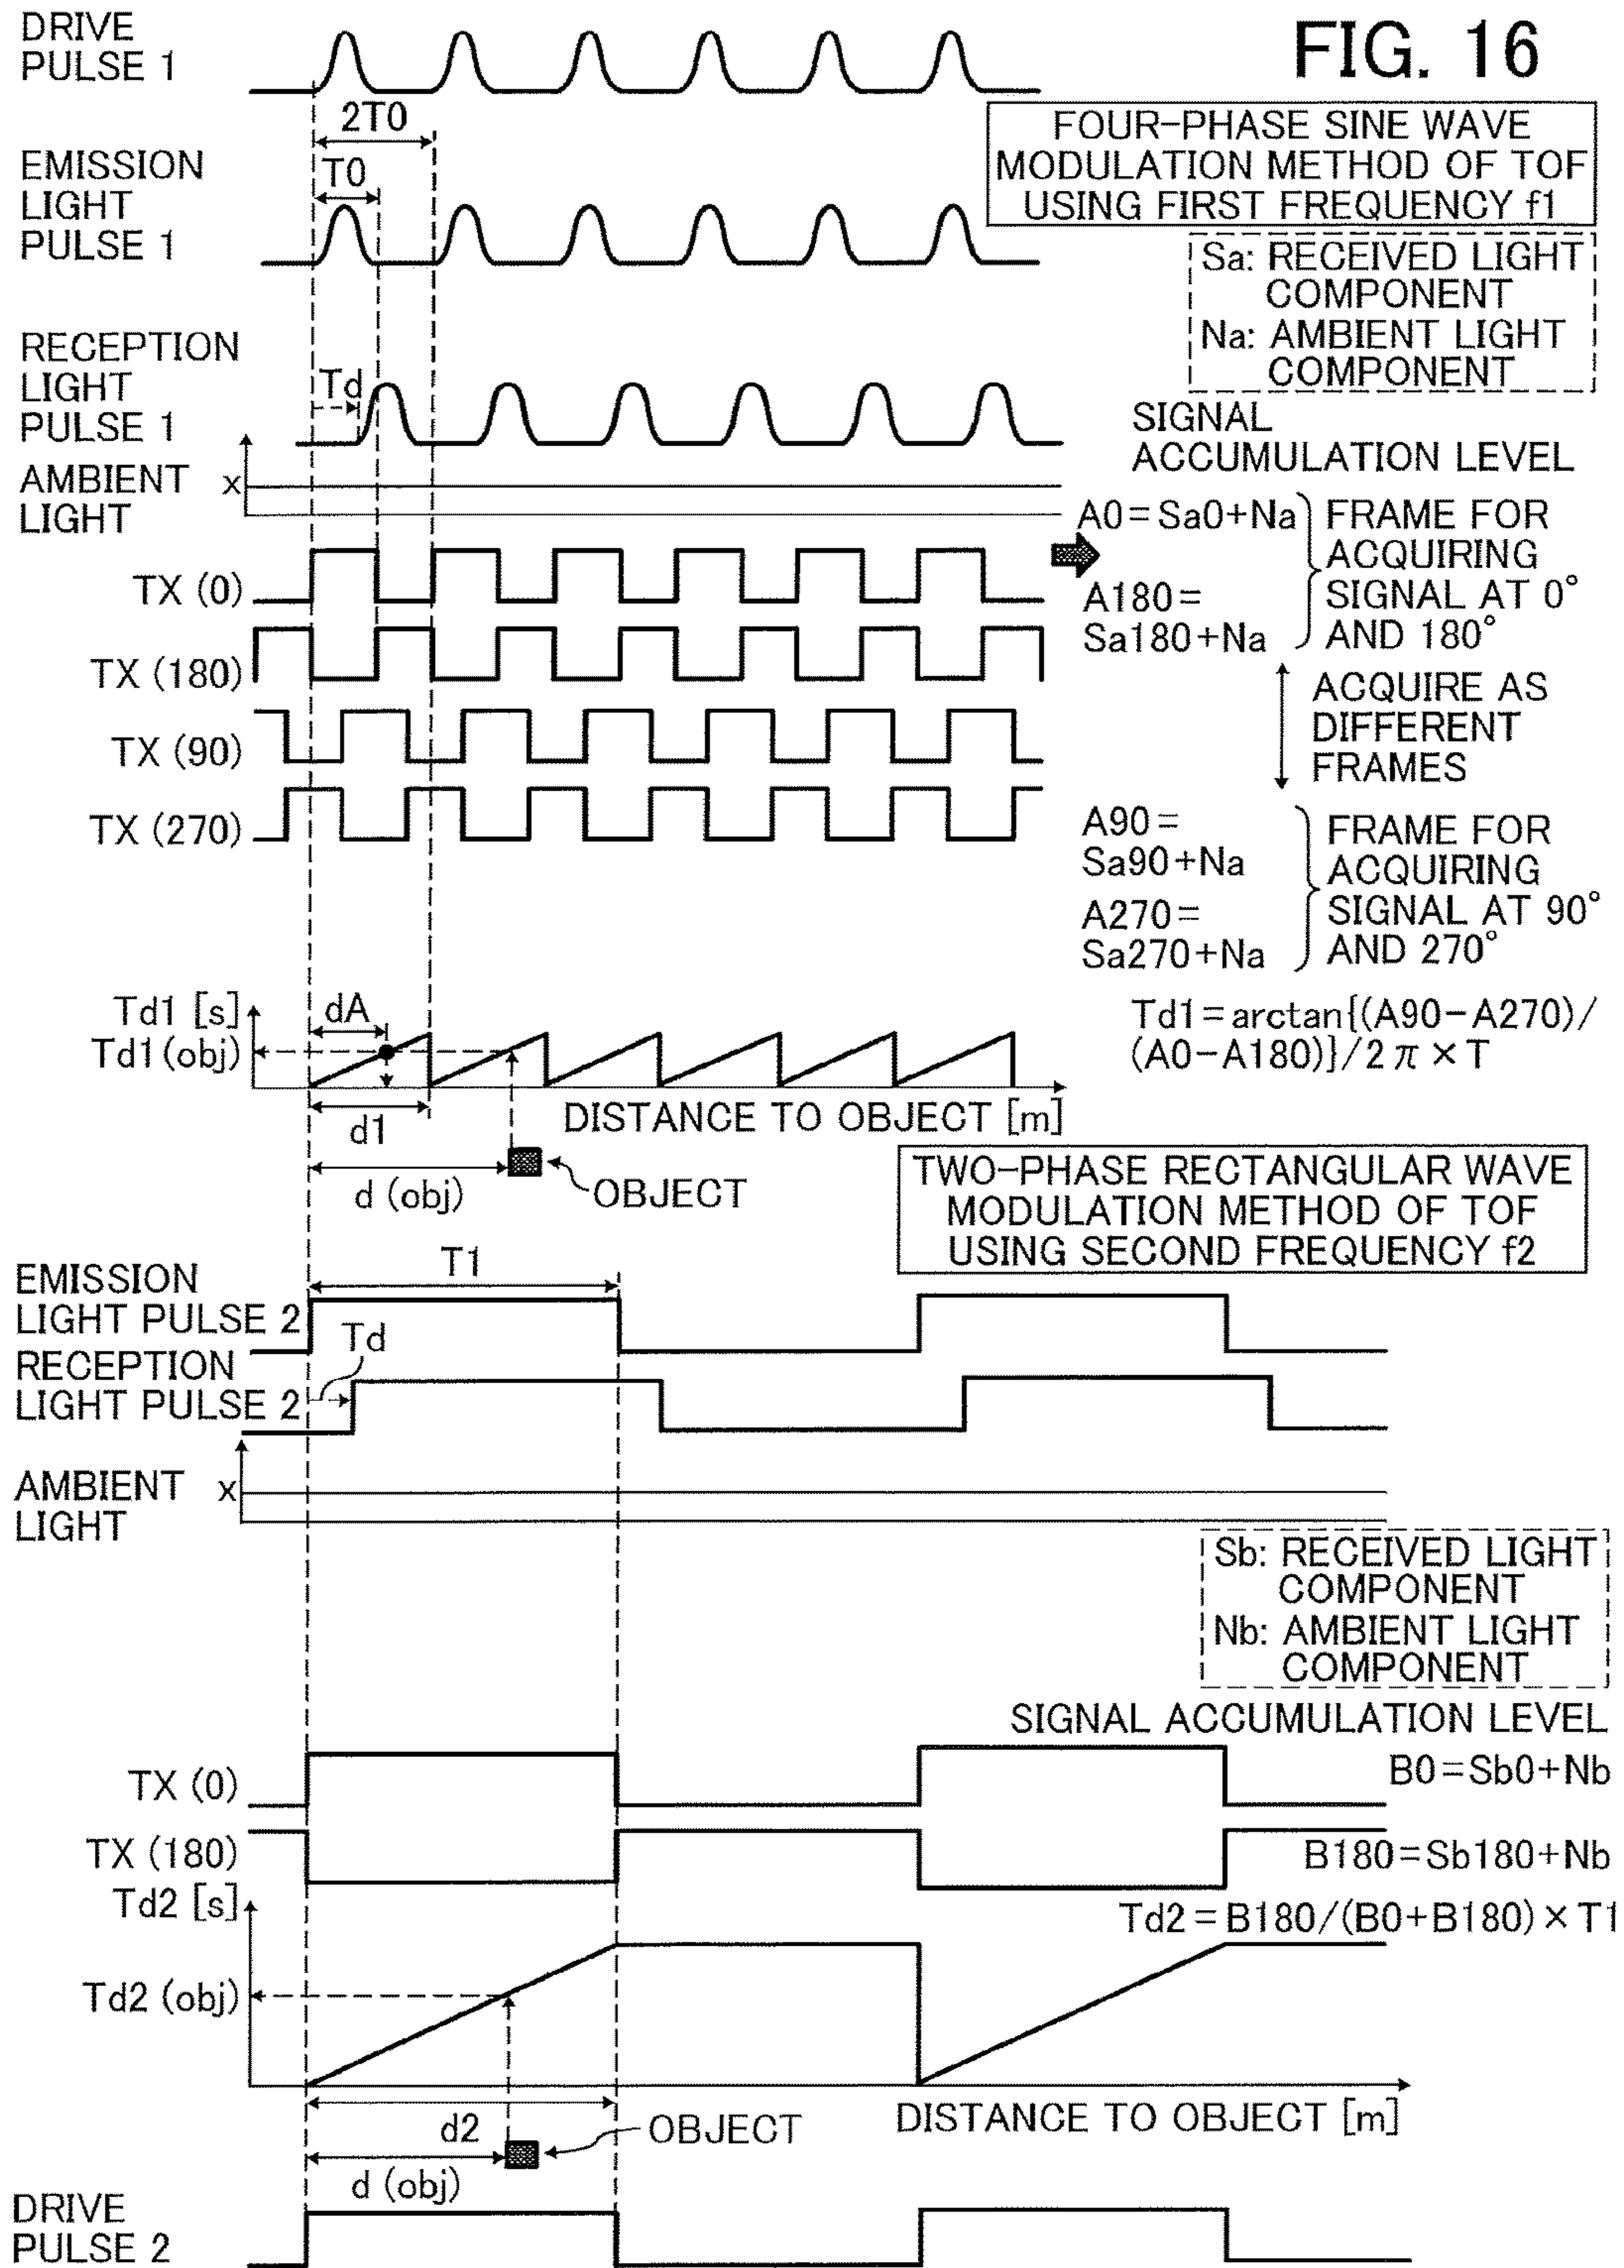 FIG. 16
DRIVE
PULSE 1
2T0
FOUR-PHASE SINE WAVE
MODULATION METHOD OF TOF
USING FIRST FREQUENCY f1
EMISSION
LIGHT
PULSE 1
T0
Sa: RECEIVED LIGHT
COMPONENT
Na: AMBIENT LIGHT
COMPONENT
RECEPTION
LIGHT
PULSE 1
Td
SIGNAL
ACCUMULATION LEVEL
AMBIENT
LIGHT
x
A0=Sa0+Na
A180=
Sa180+Na
FRAME FOR
ACQUIRING
SIGNAL AT 0°
AND 180°
TX (0)
TX (180)
ACQUIRE AS
DIFFERENT
FRAMES
TX (90)
TX (270)
A90=
Sa90+Na
A270=
Sa270+Na
FRAME FOR
ACQUIRING
SIGNAL AT 90°
AND 270°
Td1 [s]
dA
Td1 (obj)
Td1=arctan{(A90-A270)/
(A0-A180)}/2π×T
d1
DISTANCE TO OBJECT [m]
d (obj)
OBJECT
TWO-PHASE RECTANGULAR WAVE
MODULATION METHOD OF TOF
USING SECOND FREQUENCY f2
T1
EMISSION
LIGHT PULSE 2
Td
RECEPTION
LIGHT PULSE 2
AMBIENT
LIGHT
x
Sb: RECEIVED LIGHT
COMPONENT
Nb: AMBIENT LIGHT
COMPONENT
SIGNAL ACCUMULATION LEVEL
TX (0)
B0=Sb0+Nb
TX (180)
B180=Sb180+Nb
Td2 [s]
Td2=B180/(B0+B180)×T1
Td2 (obj)
d2
DISTANCE TO OBJECT [m]
OBJECT
d (obj)
DRIVE
PULSE 2